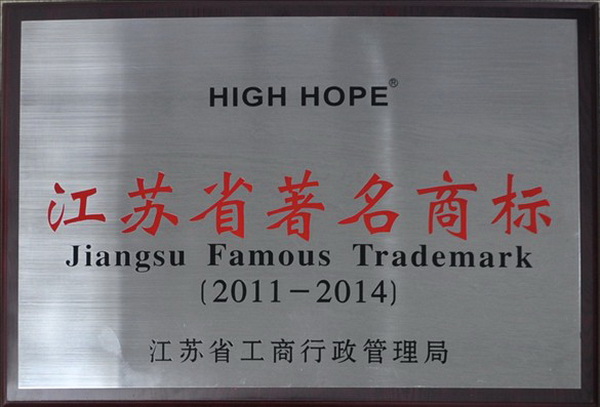 HIGH HOPE®
江苏省著名商标
Jiangsu Famous Trademark
(2011-2014)
江苏省工商行政管理局